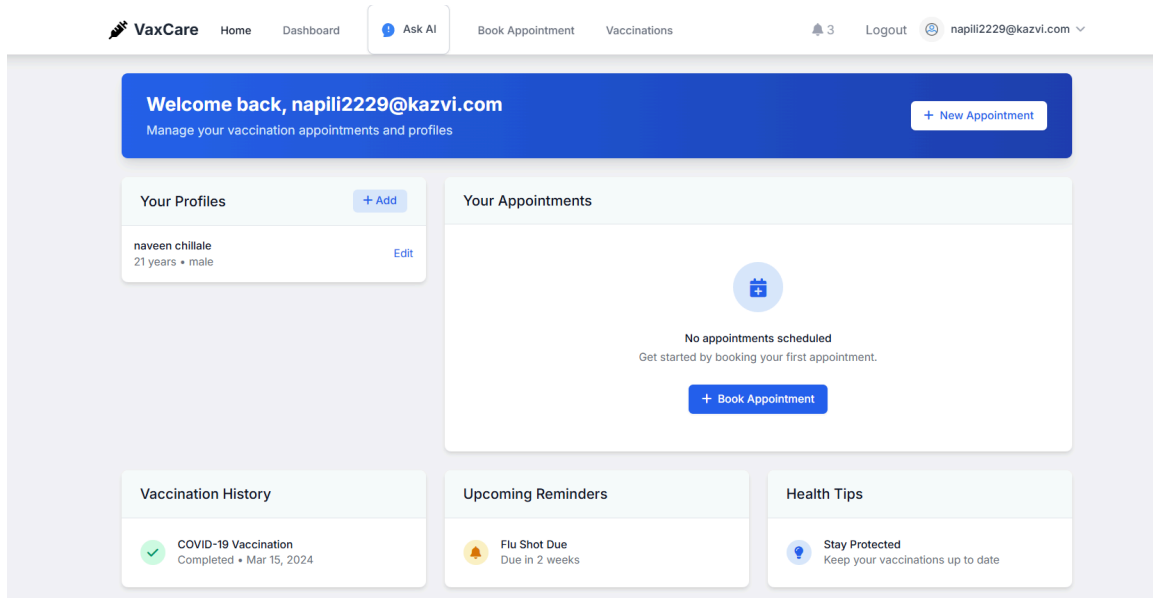 VaxCare Home Dashboard Ask AI Book Appointment Vaccinations 3 Logout napili2229@kazvi.com
Welcome back, napili2229@kazvi.com
Manage your vaccination appointments and profiles
+ New Appointment
Your Profiles
+ Add
naveen chillale
21 years • male
Edit
Your Appointments
No appointments scheduled
Get started by booking your first appointment.
+ Book Appointment
Vaccination History
COVID-19 Vaccination
Completed • Mar 15, 2024
Upcoming Reminders
Flu Shot Due
Due in 2 weeks
Health Tips
Stay Protected
Keep your vaccinations up to date